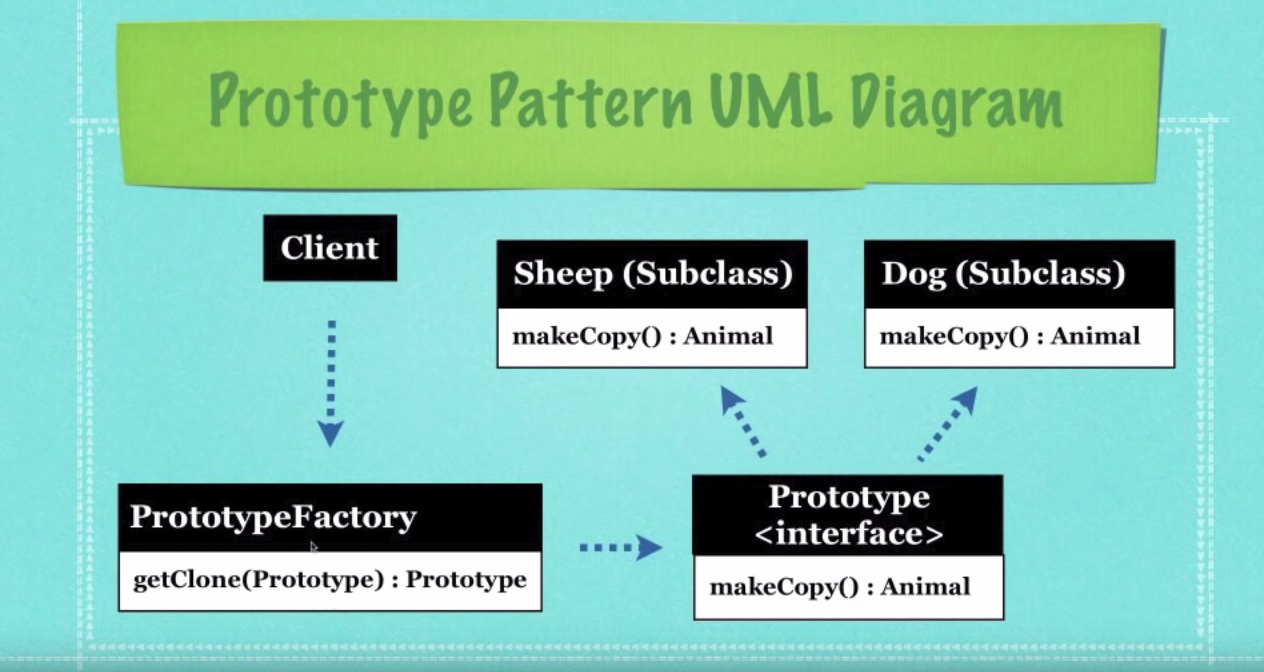 Prototype Pattern UML Diagram
Client
Sheep (Subclass)
makeCopy() : Animal
Dog (Subclass)
makeCopy() : Animal
PrototypeFactory
getClone(Prototype) : Prototype
Prototype
<interface>
makeCopy() : Animal